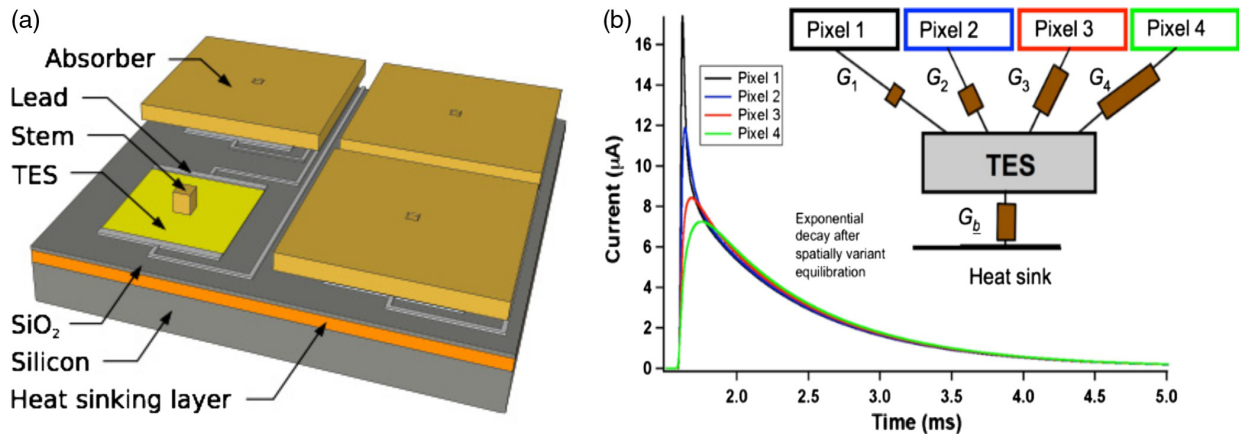 (a)
Absorber
Lead
Stem
TES
SiO₂
Silicon
Heat sinking layer
(b)
Pixel 1
Pixel 2
Pixel 3
Pixel 4
G₁
G₂
G₃
G₄
TES
G_b
Heat sink
Pixel 1
Pixel 2
Pixel 3
Pixel 4
Exponential
decay after
spatially variant
equilibration
Current (µA)
16
14
12
10
8
6
4
2
0
2.0
2.5
3.0
3.5
4.0
4.5
5.0
Time (ms)